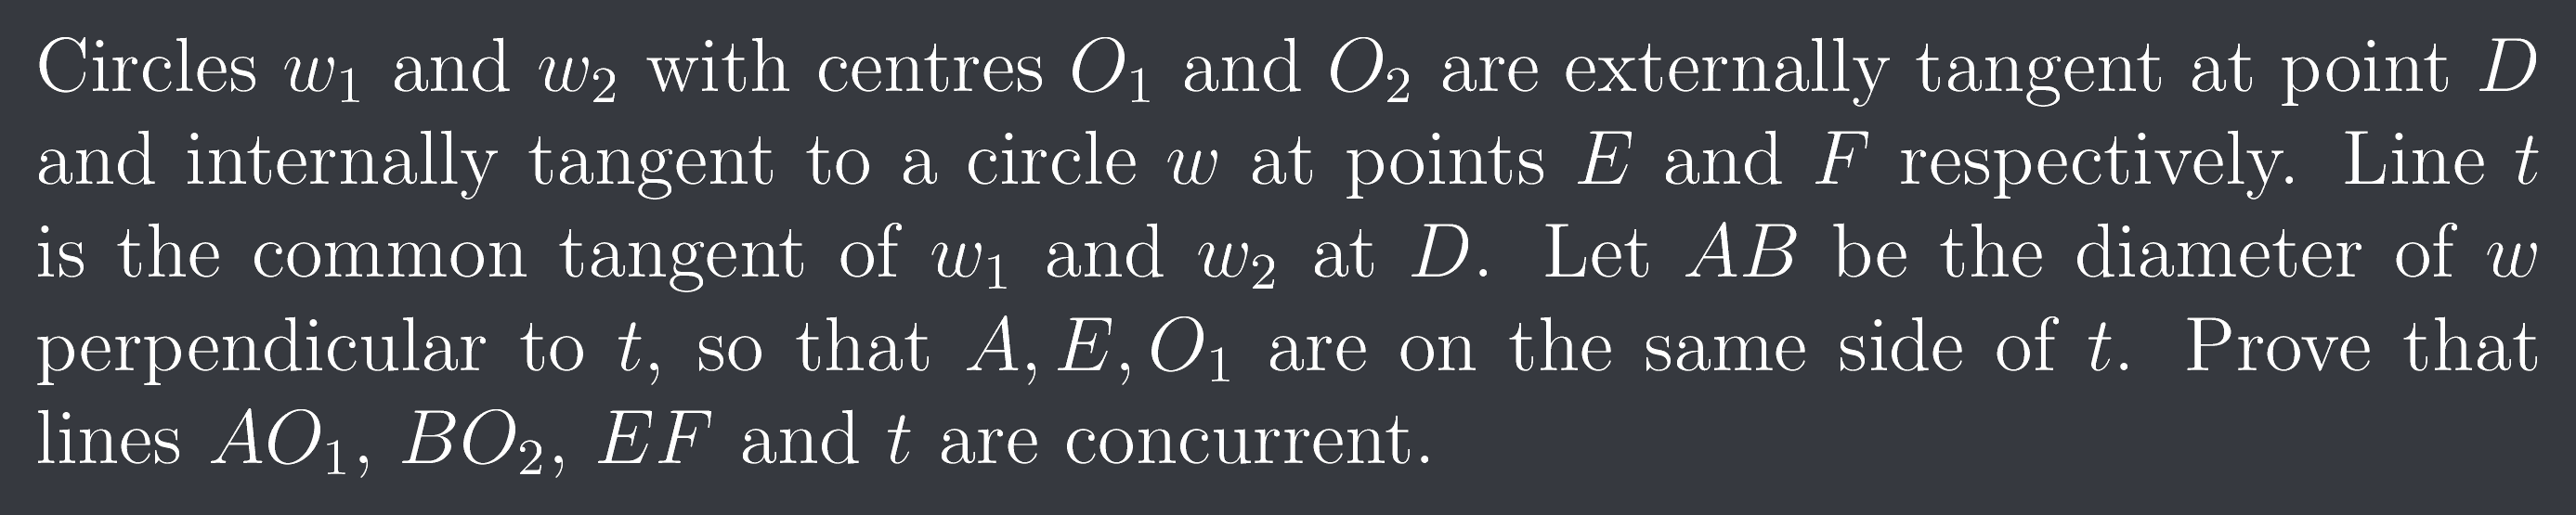 Circles w₁ and w₂ with centres O₁ and O₂ are externally tangent at point D
and internally tangent to a circle w at points E and F respectively. Line t
is the common tangent of w₁ and w₂ at D. Let AB be the diameter of w
perpendicular to t, so that A, E, O₁ are on the same side of t. Prove that
lines AO₁, BO₂, EF and t are concurrent.